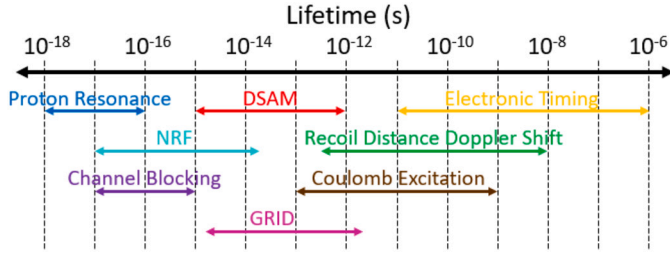 Lifetime (s)
10-18 10-16 10-14 10-12 10-10 10-8 10-6
Proton Resonance DSAM Electronic Timing
NRF Recoil Distance Doppler Shift
Channel Blocking Coulomb Excitation
GRID